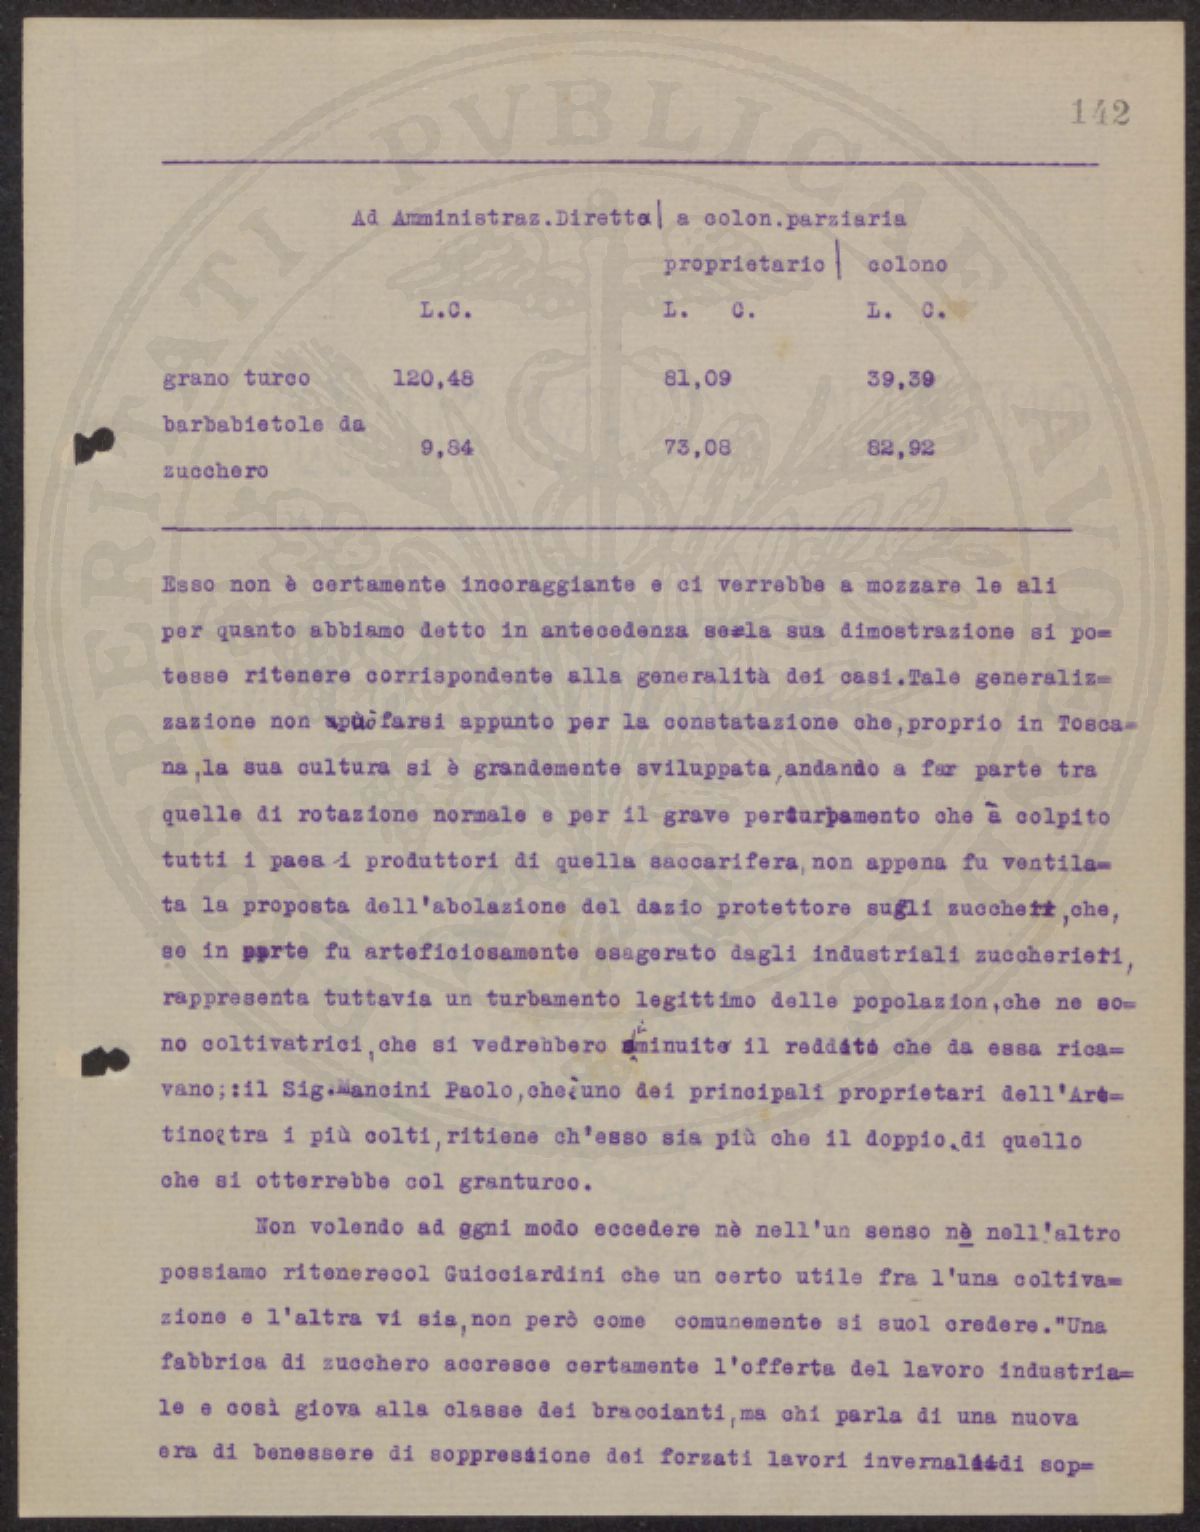 142
Ad Amministraz.Diretta| a colon.parziaria
proprietario | colono
L.C. L. C. L. C.
grano turco 120,48 81,09 39,39
barbabietole da
9,84 73,08 82,92
zucchero
Esso non è certamente incoraggiante e ci verrebbe a mozzare le ali
per quanto abbiamo detto in antecedenza se la sua dimostrazione si po=
tesse ritenere corrispondente alla generalità dei casi.Tale generaliz=
zazione non può farsi appunto per la constatazione che,proprio in Tosca=
na,la sua cultura si è grandemente sviluppata,andando a far parte tra
quelle di rotazione normale e per il grave perturbamento che à colpito
tutti i paesi produttori di quella saccarifera,non appena fu ventila=
ta la proposta dell'abolazione del dazio protettore sugli zuccheri,che,
se in parte fu arteficiosamente esagerato dagli industriali zuccherieri,
rappresenta tuttavia un turbamento legittimo delle popolazion,che ne so=
no coltivatrici,che si vedrebbero diminuito il reddito che da essa rica=
vano;:il Sig.Mancini Paolo,che uno dei principali proprietari dell'Are=
tino tra i più colti,ritiene ch'esso sia più che il doppio di quello
che si otterrebbe col granturco.
Non volendo ad ogni modo eccedere nè nell'un senso nè nell'altro
possiamo ritenerecol Guicciardini che un certo utile fra l'una coltiva=
zione e l'altra vi sia,non però come comunemente si suol credere."Una
fabbrica di zucchero accresce certamente l'offerta del lavoro industria=
le e così giova alla classe dei braccianti,ma chi parla di una nuova
era di benessere di soppressione dei forzati lavori invernali di sop=
PROSPERITATI PVBLICAE AVGENDAE